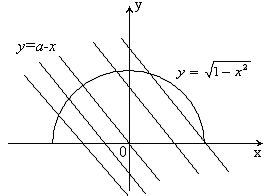 y
y=a-x
y = √1- x²
0
x